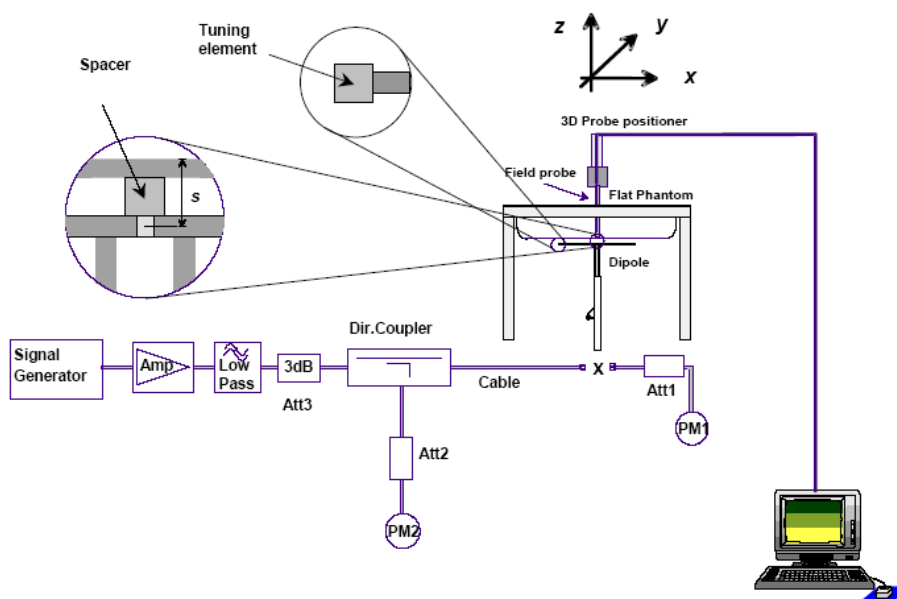 Tuning
element
Spacer
s
z
y
x
3D Probe positioner
Field probe
Flat Phantom
Dipole
Dir.Coupler
Signal
Generator
Amp
Low
Pass
3dB
Att3
Cable
X
Att1
PM1
Att2
PM2